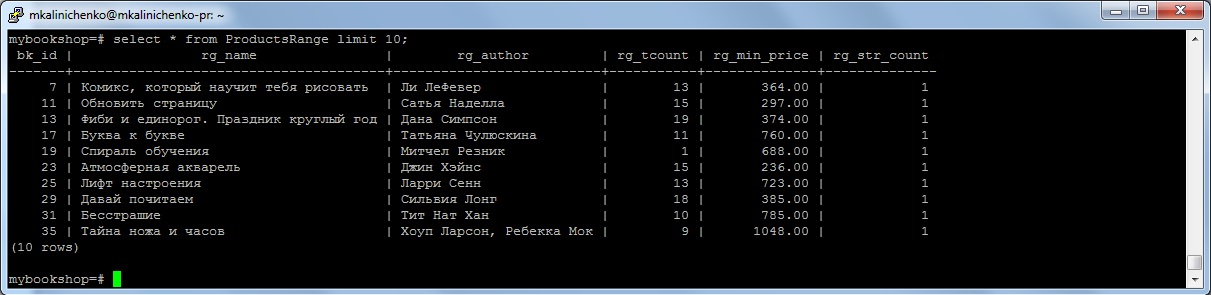 mkalinichenko@mkalinichenko-pr: ~
mybookshop=# select * from ProductsRange limit 10;
bk_id | rg_name | rg_author | rg_tcount | rg_min_price | rg_str_count
-------+--------------------------------------+-------------------------+-----------+--------------+--------------
7 | Комикс, который научит тебя рисовать | Ли ЛеФевер | 13 | 364.00 | 1
11 | Обновить страницу | Сатья Наделла | 15 | 297.00 | 1
13 | Фиби и единорог. Праздник круглый год | Дана Симпсон | 19 | 374.00 | 1
17 | Буква к букве | Татьяна Чулюскина | 11 | 760.00 | 1
19 | Спираль обучения | Митчел Резник | 1 | 688.00 | 1
23 | Атмосферная акварель | Джин Хэйнс | 15 | 236.00 | 1
25 | Лифт настроения | Ларри Сенн | 13 | 723.00 | 1
29 | Давай почитаем | Сильвия Лонг | 18 | 385.00 | 1
31 | Бесстрашие | Тит Нат Хан | 10 | 785.00 | 1
35 | Тайна ножа и часов | Хоуп Ларсон, Ребекка Мок | 9 | 1048.00 | 1
(10 rows)
mybookshop=#